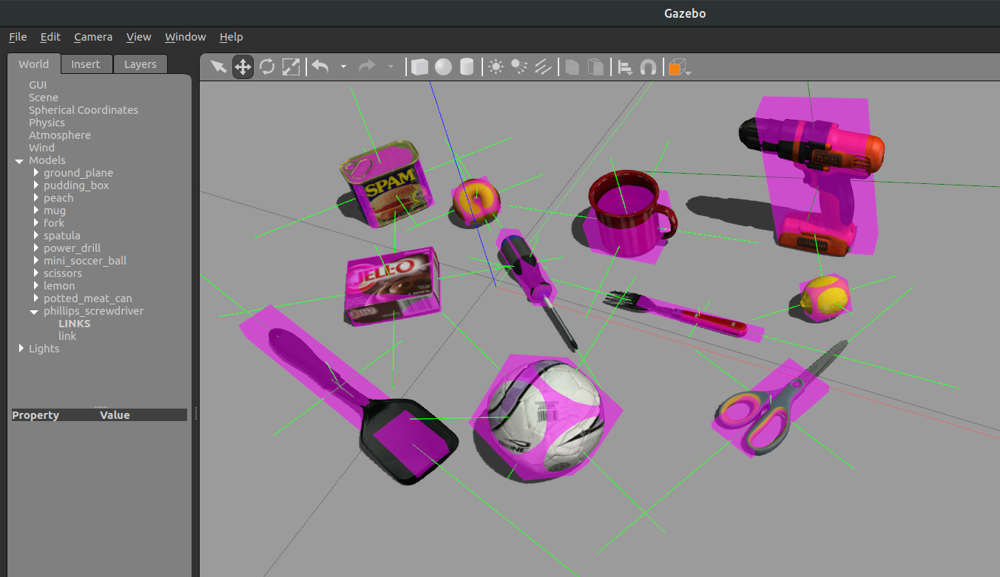 Gazebo
File Edit Camera View Window Help
World Insert Layers
GUI
Scene
Spherical Coordinates
Physics
Atmosphere
Wind
Models
ground_plane
pudding_box
peach
mug
fork
spatula
power_drill
mini_soccer_ball
scissors
lemon
potted_meat_can
phillips_screwdriver
LINKS
link
Lights
Property Value
SPAM
JELL-O
LITHIUM